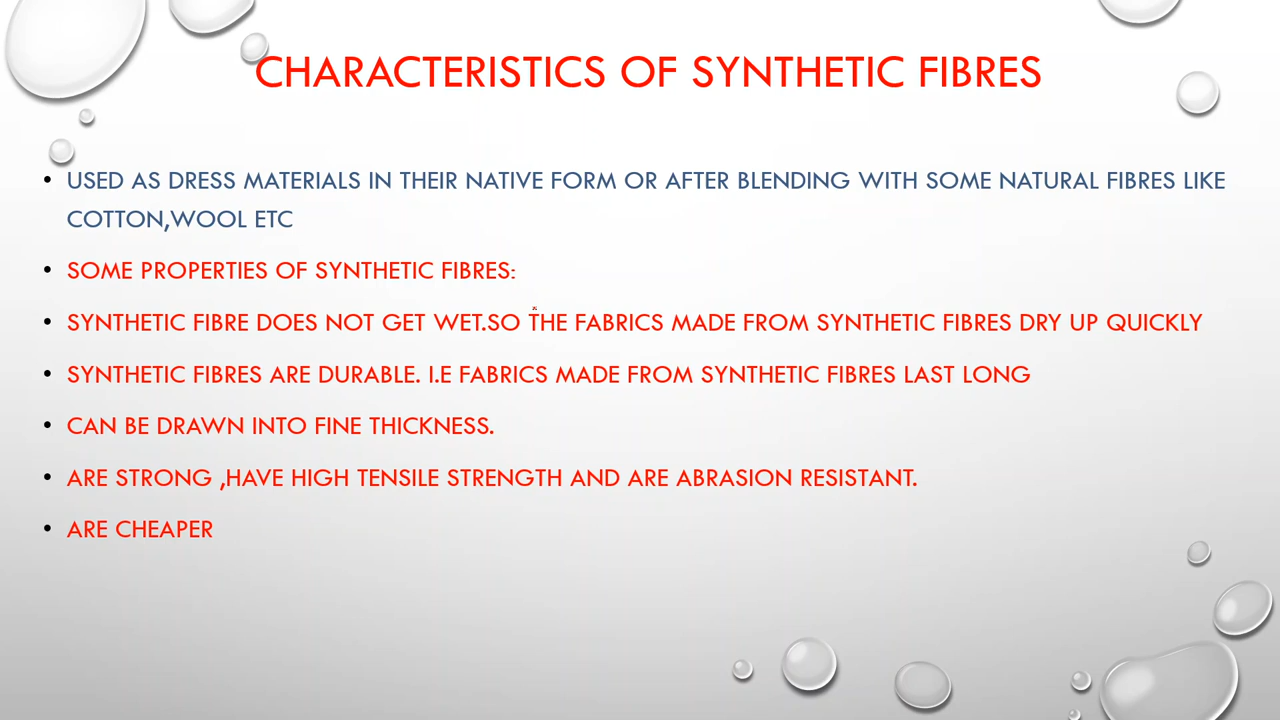 CHARACTERISTICS OF SYNTHETIC FIBRES
• USED AS DRESS MATERIALS IN THEIR NATIVE FORM OR AFTER BLENDING WITH SOME NATURAL FIBRES LIKE
COTTON,WOOL ETC
• SOME PROPERTIES OF SYNTHETIC FIBRES:
• SYNTHETIC FIBRE DOES NOT GET WET.SO THE FABRICS MADE FROM SYNTHETIC FIBRES DRY UP QUICKLY
• SYNTHETIC FIBRES ARE DURABLE. I.E FABRICS MADE FROM SYNTHETIC FIBRES LAST LONG
• CAN BE DRAWN INTO FINE THICKNESS.
• ARE STRONG ,HAVE HIGH TENSILE STRENGTH AND ARE ABRASION RESISTANT.
• ARE CHEAPER